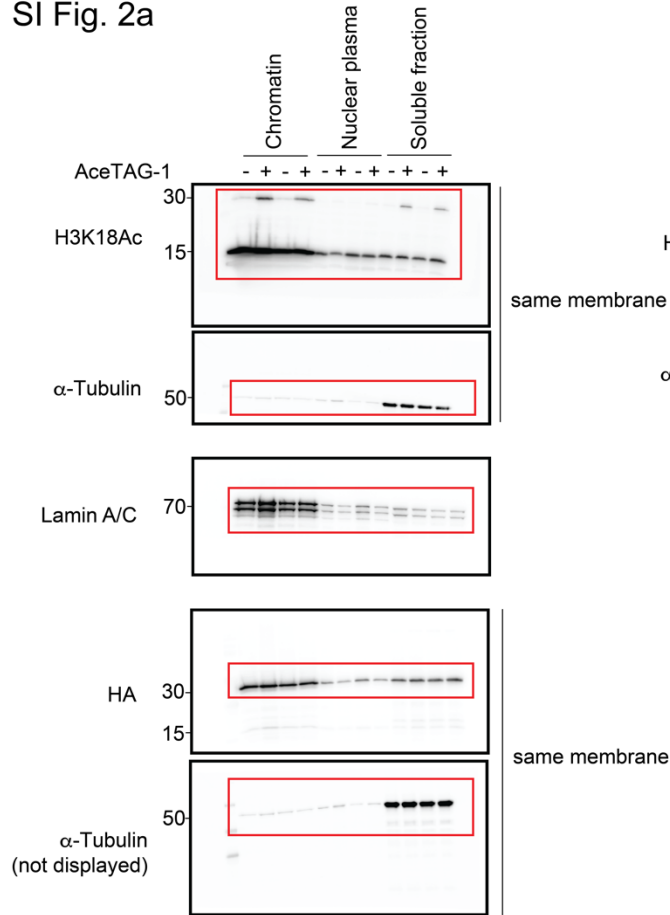 SI Fig. 2a
Chromatin
Nuclear plasma
Soluble fraction
AceTAG-1 - + - + - + - + - + - +
30
H3K18Ac
15
same membrane
H
α-Tubulin
50
α
Lamin A/C
70
HA
30
15
same membrane
50
α-Tubulin
(not displayed)